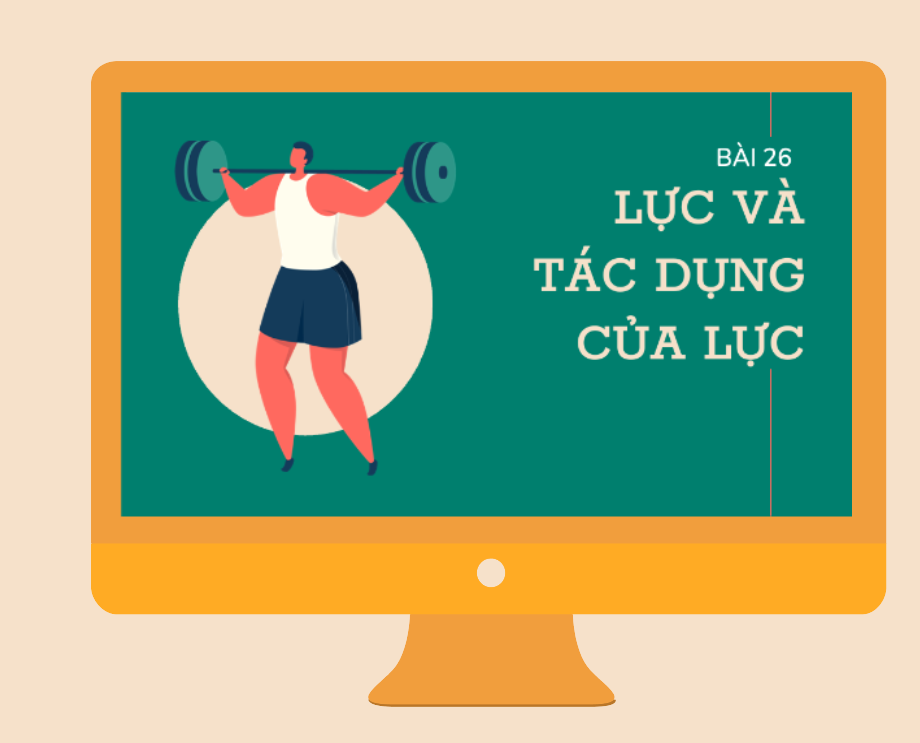 BÀI 26
LỰC VÀ
TÁC DỤNG
CỦA LỰC